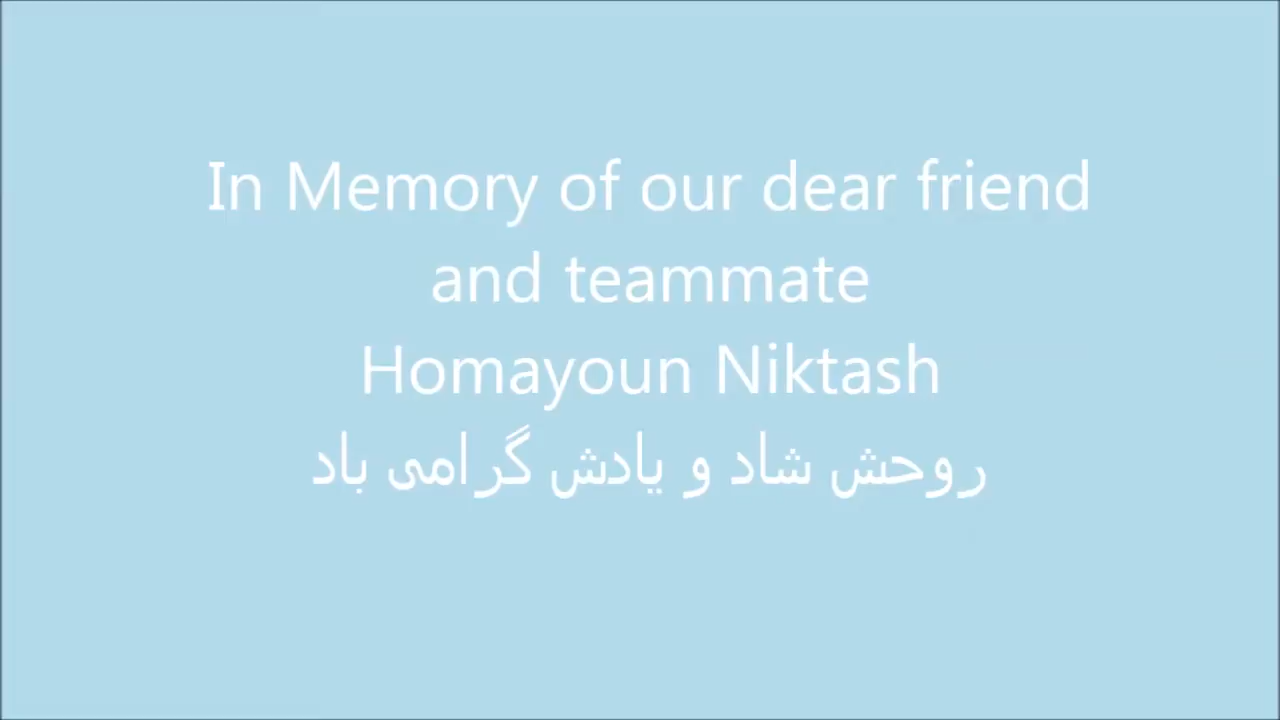 In Memory of our dear friend
and teammate
Homayoun Niktash
روحش شاد و یادش گرامی باد